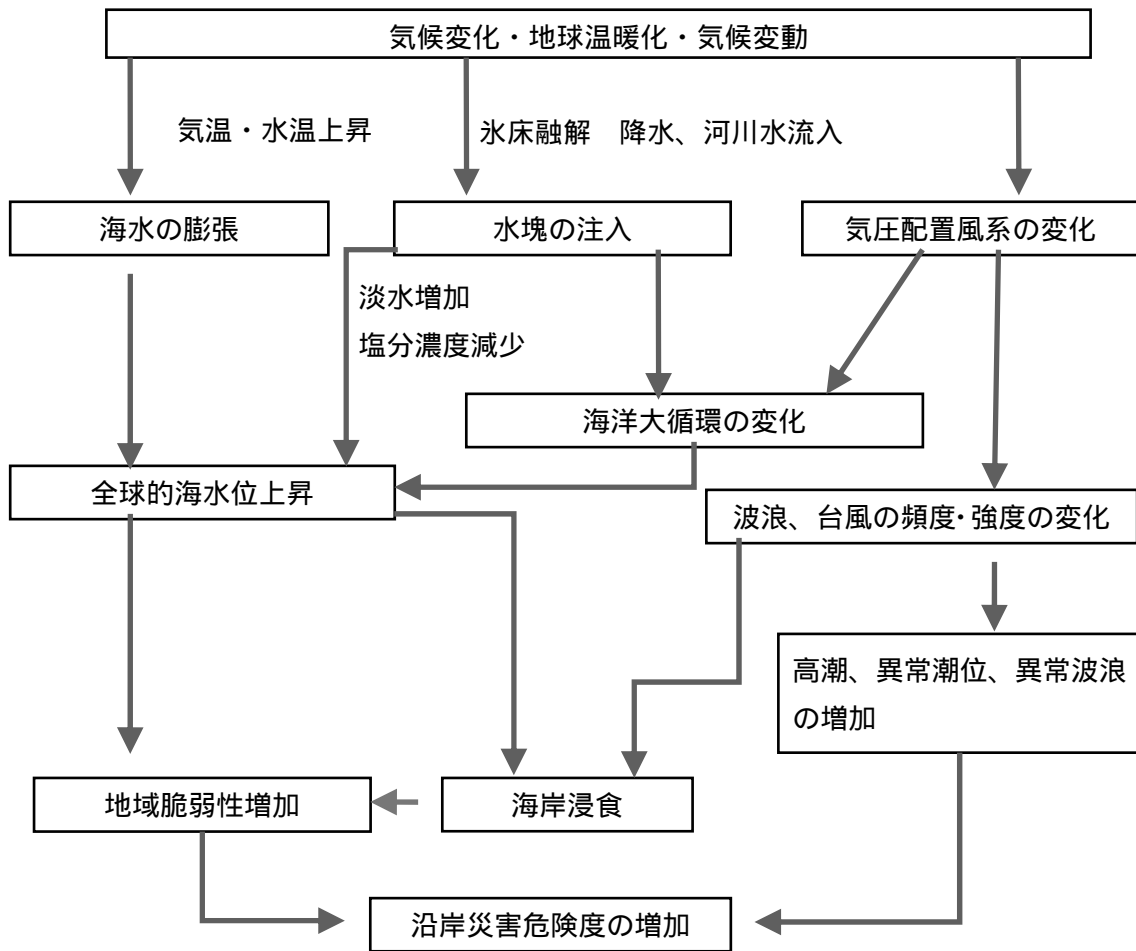 気候変化・地球温暖化・気候変動
気温・水温上昇
氷床融解　降水、河川水流入
海水の膨張
水塊の注入
気圧配置風系の変化
淡水増加
塩分濃度減少
海洋大循環の変化
全球的海水位上昇
波浪、台風の頻度・強度の変化
高潮、異常潮位、異常波浪
の増加
地域脆弱性増加
海岸浸食
沿岸災害危険度の増加